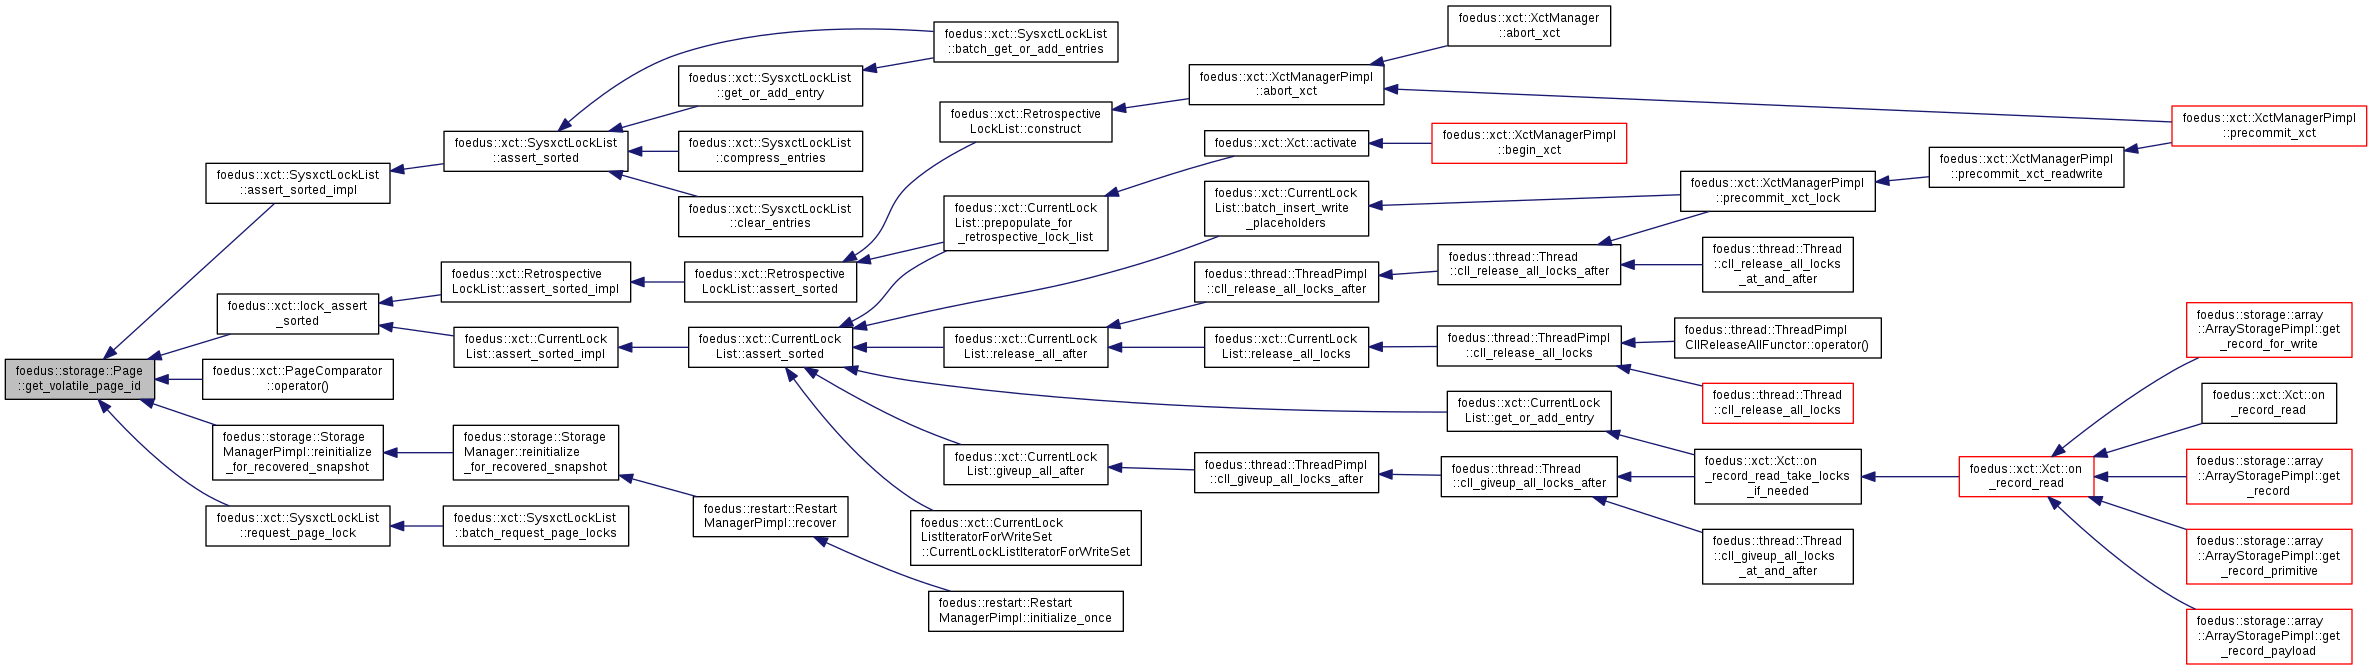 foedus::storage::Page
::get_volatile_page_id
foedus::xct::SysxctLockList
::assert_sorted_impl
foedus::xct::lock_assert
_sorted
foedus::xct::PageComparator
::operator()
foedus::storage::Storage
ManagerPimpl::reinitialize
_for_recovered_snapshot
foedus::xct::SysxctLockList
::request_page_lock
foedus::xct::SysxctLockList
::assert_sorted
foedus::xct::Retrospective
LockList::assert_sorted_impl
foedus::xct::CurrentLock
List::assert_sorted_impl
foedus::storage::Storage
Manager::reinitialize
_for_recovered_snapshot
foedus::xct::SysxctLockList
::batch_request_page_locks
foedus::xct::SysxctLockList
::get_or_add_entry
foedus::xct::SysxctLockList
::compress_entries
foedus::xct::SysxctLockList
::clear_entries
foedus::xct::Retrospective
LockList::assert_sorted
foedus::xct::CurrentLock
List::assert_sorted
foedus::restart::Restart
ManagerPimpl::recover
foedus::xct::SysxctLockList
::batch_get_or_add_entries
foedus::xct::Retrospective
LockList::construct
foedus::xct::CurrentLock
List::prepopulate_for
_retrospective_lock_list
foedus::xct::CurrentLock
List::release_all_after
foedus::xct::CurrentLock
List::giveup_all_after
foedus::xct::CurrentLock
ListIteratorForWriteSet
::CurrentLockListIteratorForWriteSet
foedus::restart::Restart
ManagerPimpl::initialize_once
foedus::xct::XctManagerPimpl
::abort_xct
foedus::xct::Xct::activate
foedus::xct::CurrentLock
List::batch_insert_write
_placeholders
foedus::thread::ThreadPimpl
::cll_release_all_locks_after
foedus::xct::CurrentLock
List::release_all_locks
foedus::thread::ThreadPimpl
::cll_giveup_all_locks_after
foedus::xct::XctManager
::abort_xct
foedus::xct::XctManagerPimpl
::begin_xct
foedus::thread::Thread
::cll_release_all_locks_after
foedus::thread::ThreadPimpl
::cll_release_all_locks
foedus::xct::CurrentLock
List::get_or_add_entry
foedus::thread::Thread
::cll_giveup_all_locks_after
foedus::xct::XctManagerPimpl
::precommit_xct_lock
foedus::thread::Thread
::cll_release_all_locks
_at_and_after
foedus::thread::ThreadPimpl
CllReleaseAllFunctor::operator()
foedus::thread::Thread
::cll_release_all_locks
foedus::xct::Xct::on
_record_read_take_locks
_if_needed
foedus::thread::Thread
::cll_giveup_all_locks
_at_and_after
foedus::xct::XctManagerPimpl
::precommit_xct_readwrite
foedus::xct::Xct::on
_record_read
foedus::xct::XctManagerPimpl
::precommit_xct
foedus::storage::array
::ArrayStoragePimpl::get
_record_for_write
foedus::xct::Xct::on
_record_read
foedus::storage::array
::ArrayStoragePimpl::get
_record
foedus::storage::array
::ArrayStoragePimpl::get
_record_primitive
foedus::storage::array
::ArrayStoragePimpl::get
_record_payload